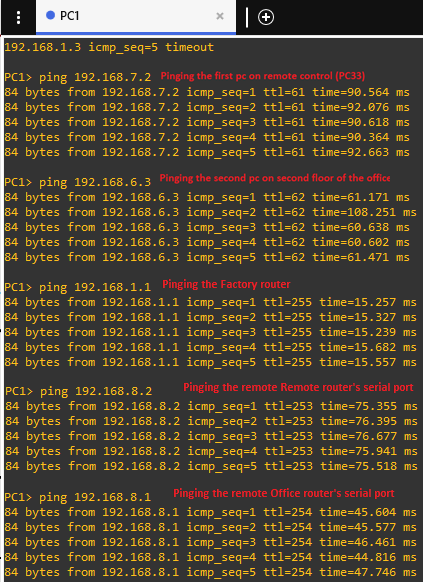 PC1
192.168.1.3 icmp_seq=5 timeout
PC1> ping 192.168.7.2 Pinging the first pc on remote control (PC33)
84 bytes from 192.168.7.2 icmp_seq=1 ttl=61 time=90.564 ms
84 bytes from 192.168.7.2 icmp_seq=2 ttl=61 time=92.076 ms
84 bytes from 192.168.7.2 icmp_seq=3 ttl=61 time=90.618 ms
84 bytes from 192.168.7.2 icmp_seq=4 ttl=61 time=90.364 ms
84 bytes from 192.168.7.2 icmp_seq=5 ttl=61 time=92.663 ms
PC1> ping 192.168.6.3 Pinging the second pc on second floor of the office
84 bytes from 192.168.6.3 icmp_seq=1 ttl=62 time=61.171 ms
84 bytes from 192.168.6.3 icmp_seq=2 ttl=62 time=108.251 ms
84 bytes from 192.168.6.3 icmp_seq=3 ttl=62 time=60.638 ms
84 bytes from 192.168.6.3 icmp_seq=4 ttl=62 time=60.602 ms
84 bytes from 192.168.6.3 icmp_seq=5 ttl=62 time=61.471 ms
PC1> ping 192.168.1.1 Pinging the Factory router
84 bytes from 192.168.1.1 icmp_seq=1 ttl=255 time=15.257 ms
84 bytes from 192.168.1.1 icmp_seq=2 ttl=255 time=15.327 ms
84 bytes from 192.168.1.1 icmp_seq=3 ttl=255 time=15.239 ms
84 bytes from 192.168.1.1 icmp_seq=4 ttl=255 time=15.682 ms
84 bytes from 192.168.1.1 icmp_seq=5 ttl=255 time=15.557 ms
PC1> ping 192.168.8.2 Pinging the remote Remote router's serial port
84 bytes from 192.168.8.2 icmp_seq=1 ttl=253 time=75.355 ms
84 bytes from 192.168.8.2 icmp_seq=2 ttl=253 time=76.395 ms
84 bytes from 192.168.8.2 icmp_seq=3 ttl=253 time=76.677 ms
84 bytes from 192.168.8.2 icmp_seq=4 ttl=253 time=75.941 ms
84 bytes from 192.168.8.2 icmp_seq=5 ttl=253 time=75.518 ms
PC1> ping 192.168.8.1 Pinging the remote Office router's serial port
84 bytes from 192.168.8.1 icmp_seq=1 ttl=254 time=45.604 ms
84 bytes from 192.168.8.1 icmp_seq=2 ttl=254 time=45.577 ms
84 bytes from 192.168.8.1 icmp_seq=3 ttl=254 time=46.461 ms
84 bytes from 192.168.8.1 icmp_seq=4 ttl=254 time=44.816 ms
84 bytes from 192.168.8.1 icmp_seq=5 ttl=254 time=47.746 ms